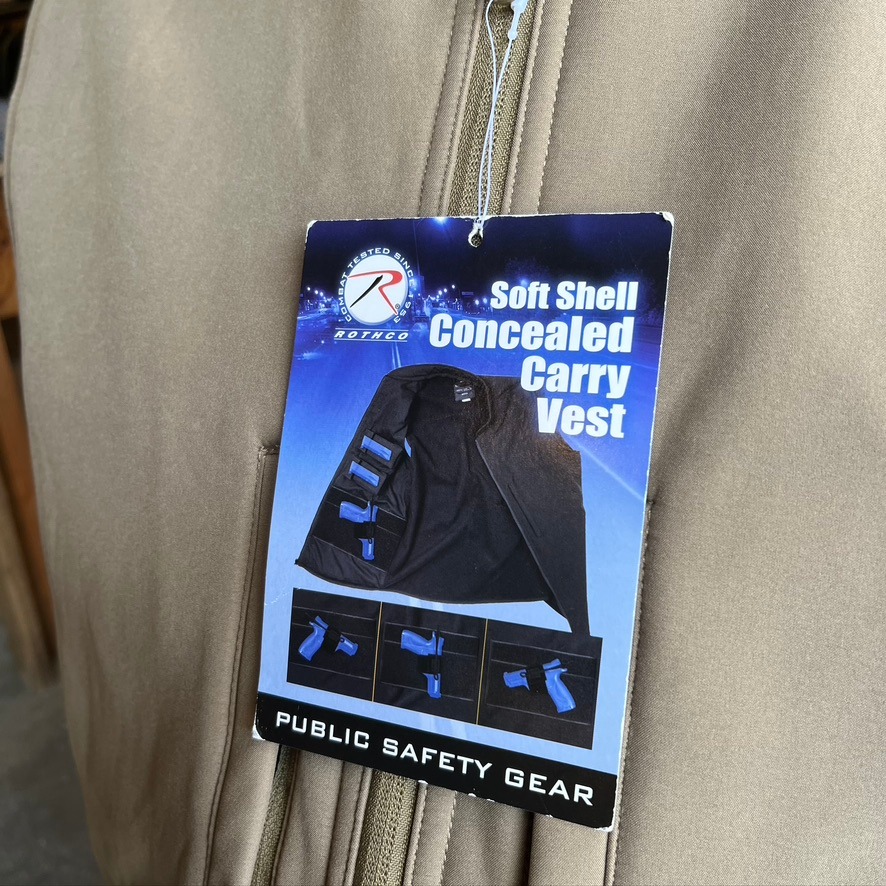 COMBAT TESTED SINCE 1953
R
ROTHCO
Soft Shell
Concealed
Carry
Vest
PUBLIC SAFETY GEAR